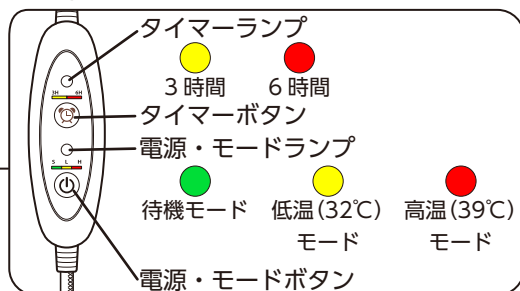 タイマーランプ
3時間 6時間
3H 6H
タイマーボタン
電源・モードランプ
S L H
待機モード 低温(32℃)モード 高温(39℃)モード
電源・モードボタン